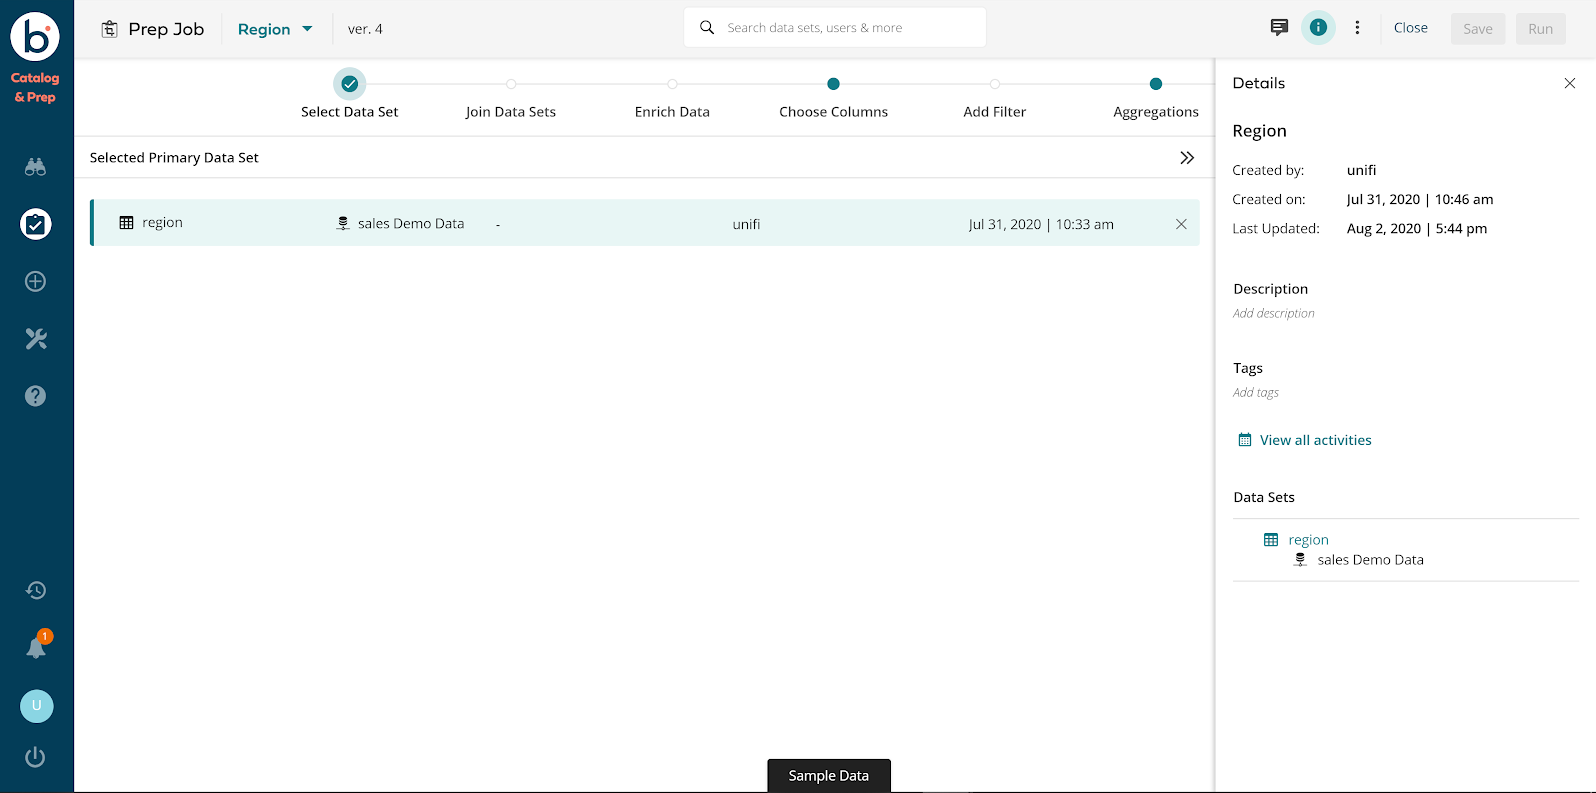 b
Catalog
& Prep
Prep Job
Region
ver. 4
Search data sets, users & more
i
Close
Save
Run
Select Data Set
Join Data Sets
Enrich Data
Choose Columns
Add Filter
Aggregations
Selected Primary Data Set
region
sales Demo Data
-
unifi
Jul 31, 2020 | 10:33 am
?
1
U
Sample Data
Details
Region
Created by: unifi
Created on: Jul 31, 2020 | 10:46 am
Last Updated: Aug 2, 2020 | 5:44 pm
Description
Add description
Tags
Add tags
View all activities
Data Sets
region
sales Demo Data